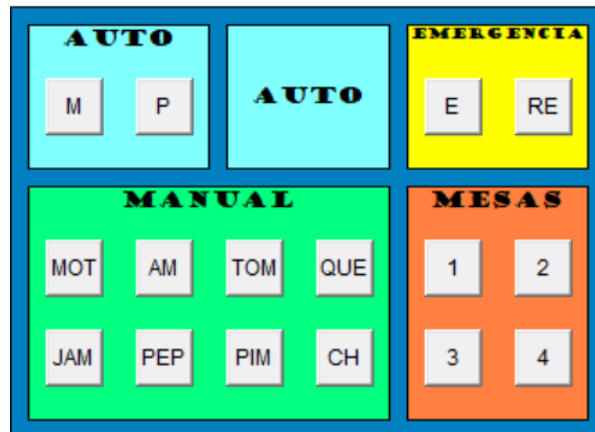 AUTO
M P
AUTO
EMERGENCIA
E RE
MANUAL
MOT AM TOM QUE
JAM PEP PIM CH
MESAS
1 2
3 4